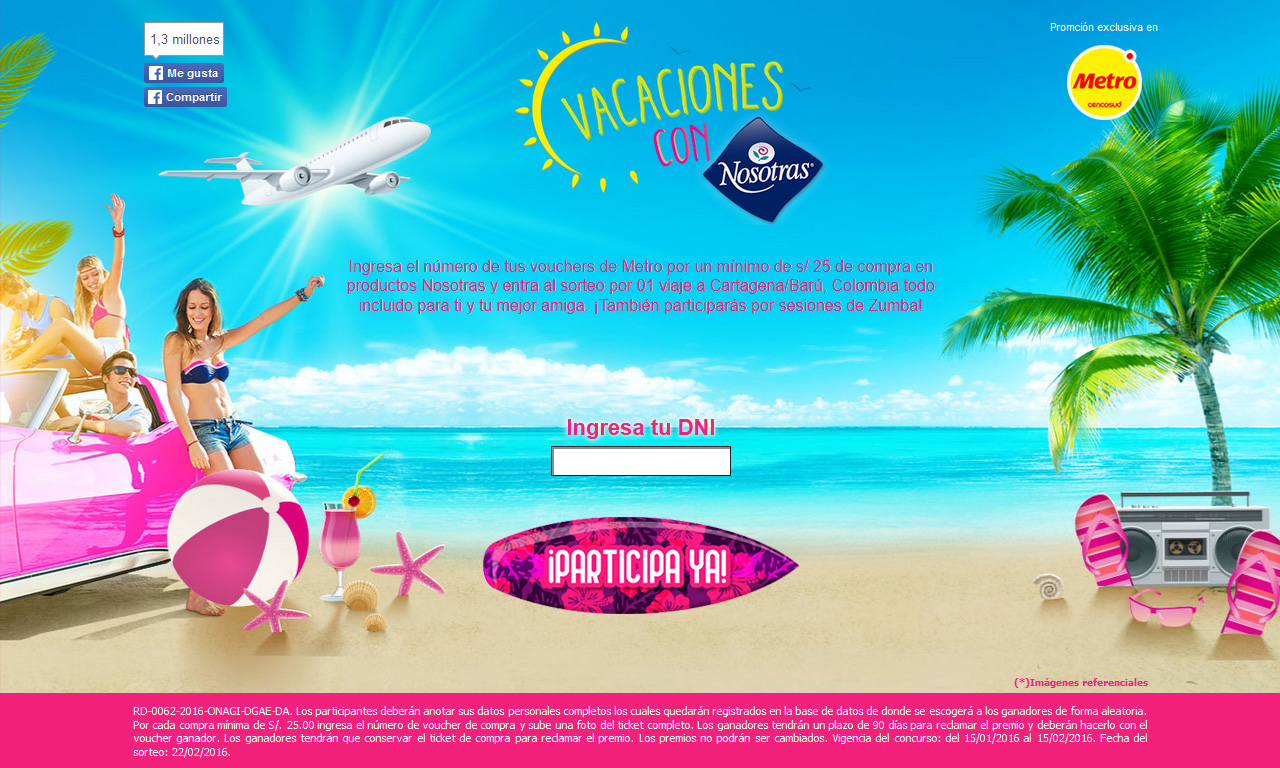 1,3 millones
Me gusta
Compartir
VACACIONES
CON
Nosotras
Promción exclusiva en
Metro
cencosud
Ingresa el número de tus vouchers de Metro por un mínimo de s/ 25 de compra en
productos Nosotras y entra al sorteo por 01 viaje a Cartagena/Barú, Colombia todo
incluido para ti y tu mejor amiga. ¡También participarás por sesiones de Zumba!
Ingresa tu DNI
¡PARTICIPA YA!
(*)Imágenes referenciales
RD-0062-2016-ONAGI-DGAE-DA. Los participantes deberán anotar sus datos personales completos los cuales quedarán registrados en la base de datos de donde se escogerá a los ganadores de forma aleatoria.
Por cada compra mínima de S/. 25.00 ingresa el número de voucher de compra y sube una foto del ticket completo. Los ganadores tendrán un plazo de 90 días para reclamar el premio y deberán hacerlo con el
voucher ganador. Los ganadores tendrán que conservar el ticket de compra para reclamar el premio. Los premios no podrán ser cambiados. Vigencia del concurso: del 15/01/2016 al 15/02/2016. Fecha del
sorteo: 22/02/2016.